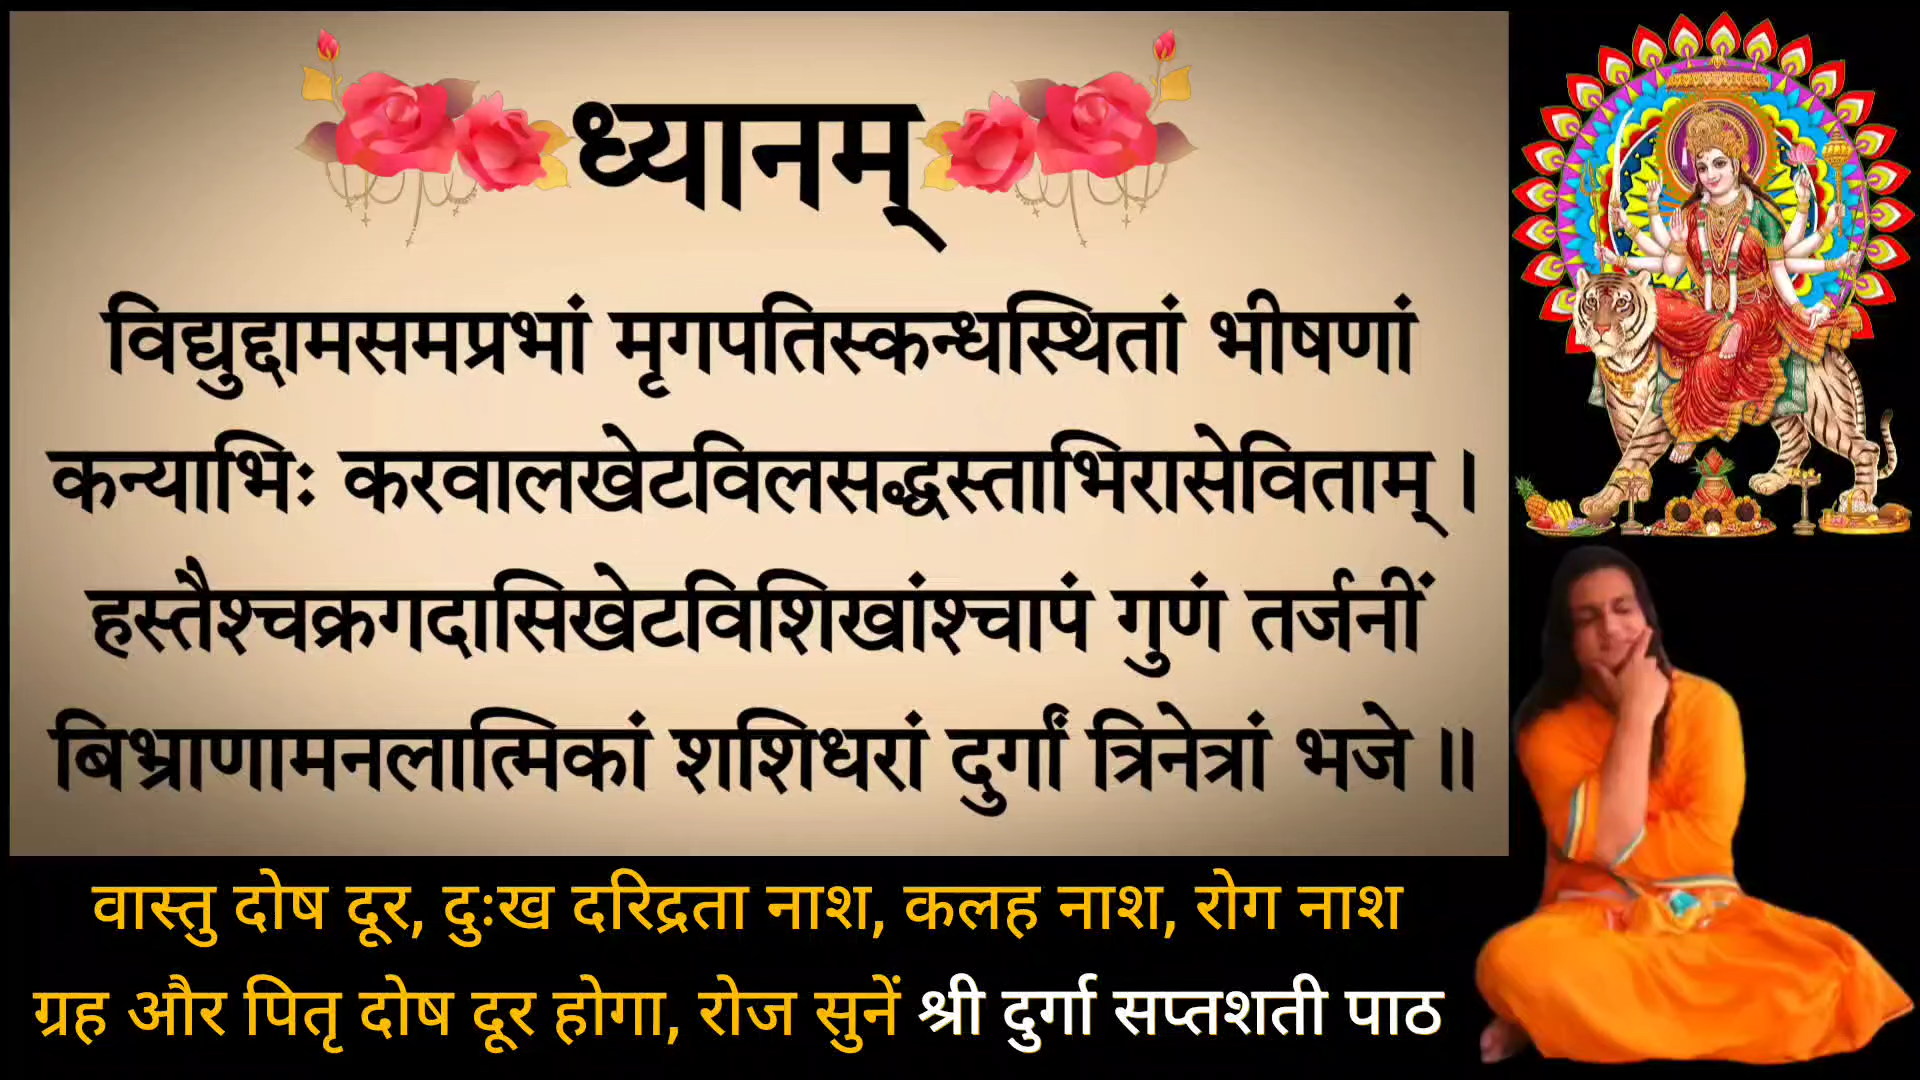 ध्यानम्
विद्युद्दामसमप्रभां मृगपतिस्कन्धस्थितां भीषणां
कन्याभिः करवालखेटविलसद्धस्ताभिरासेविताम् ।
हस्तैश्चक्रगदासिखेटविशिखांश्चापं गुणं तर्जनीं
बिभ्राणामनलात्मिकां शशिधरां दुर्गां त्रिनेत्रां भजे ॥
वास्तु दोष दूर, दुःख दरिद्रता नाश, कलह नाश, रोग नाश
ग्रह और पितृ दोष दूर होगा, रोज सुनें श्री दुर्गा सप्तशती पाठ